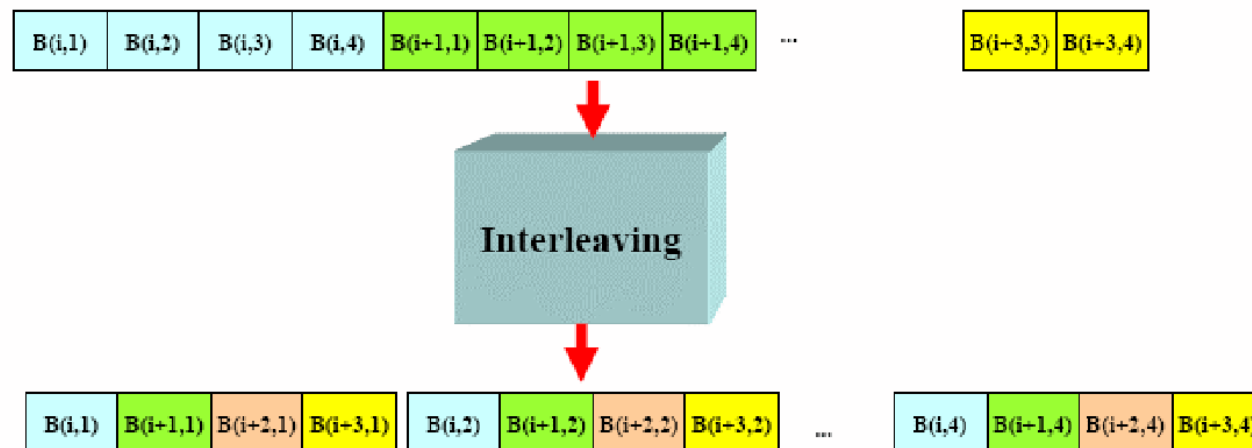 B(i,1) B(i,2) B(i,3) B(i,4) B(i+1,1) B(i+1,2) B(i+1,3) B(i+1,4) ... B(i+3,3) B(i+3,4)
Interleaving
B(i,1) B(i+1,1) B(i+2,1) B(i+3,1) B(i,2) B(i+1,2) B(i+2,2) B(i+3,2) ... B(i,4) B(i+1,4) B(i+2,4) B(i+3,4)